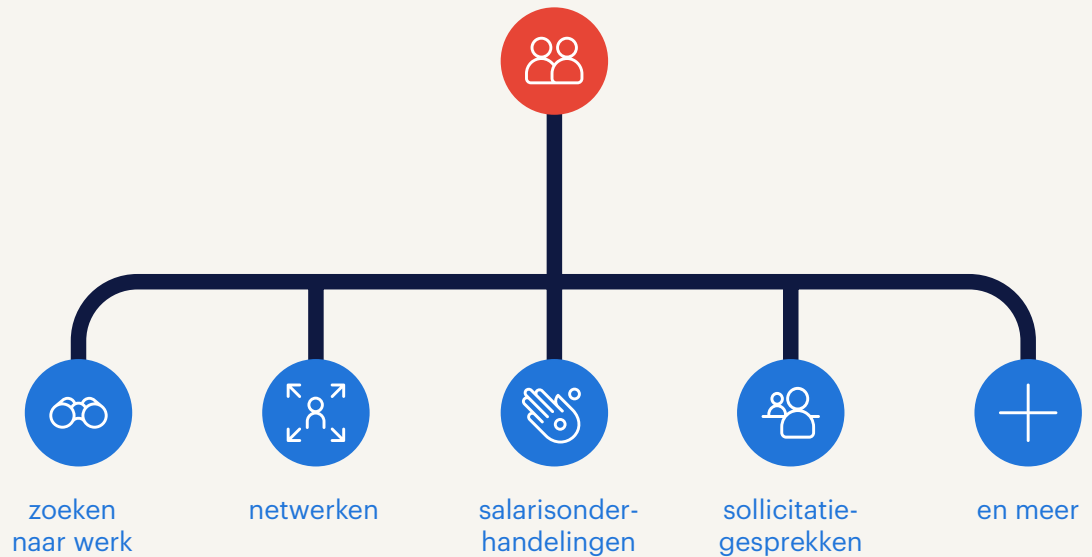 zoeken
naar werk
netwerken
salarisonder-
handelingen
sollicitatie-
gesprekken
en meer